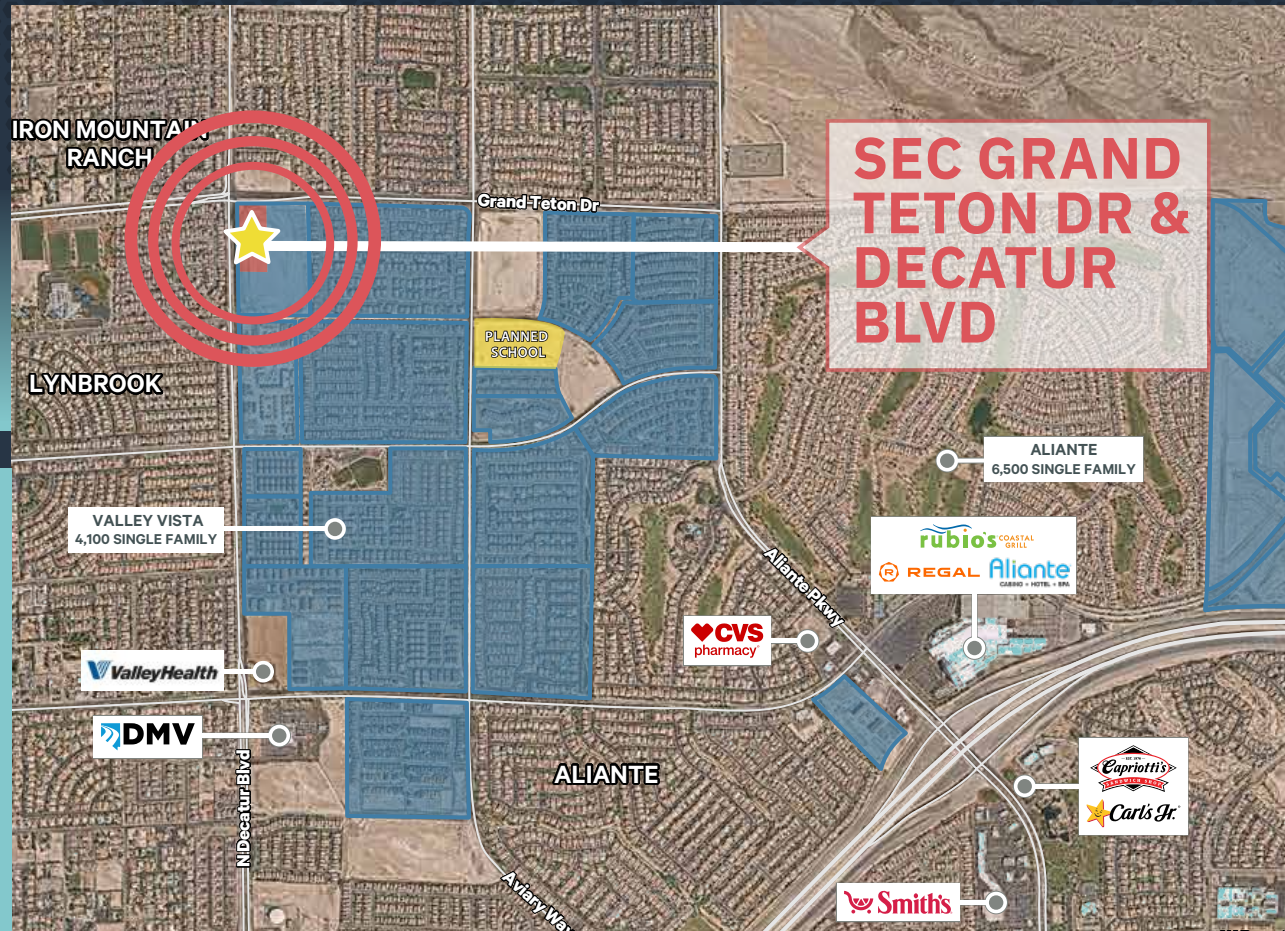 IRON MOUNTAIN
RANCH
SEC GRAND
TETON DR &
DECATUR
BLVD
Grand Teton Dr
PLANNED
SCHOOL
LYNBROOK
ALIANTE
6,500 SINGLE FAMILY
VALLEY VISTA
4,100 SINGLE FAMILY
rubio's COASTAL
GRILL
R REGAL Aliante
CASINO + HOTEL + SPA
Aliante Pkwy
CVS
pharmacy
ValleyHealth
DMV
N Decatur Blvd
ALIANTE
Capriotti's
SANDWICH SHOP
Carl's Jr.
Aviary Way
Smith's